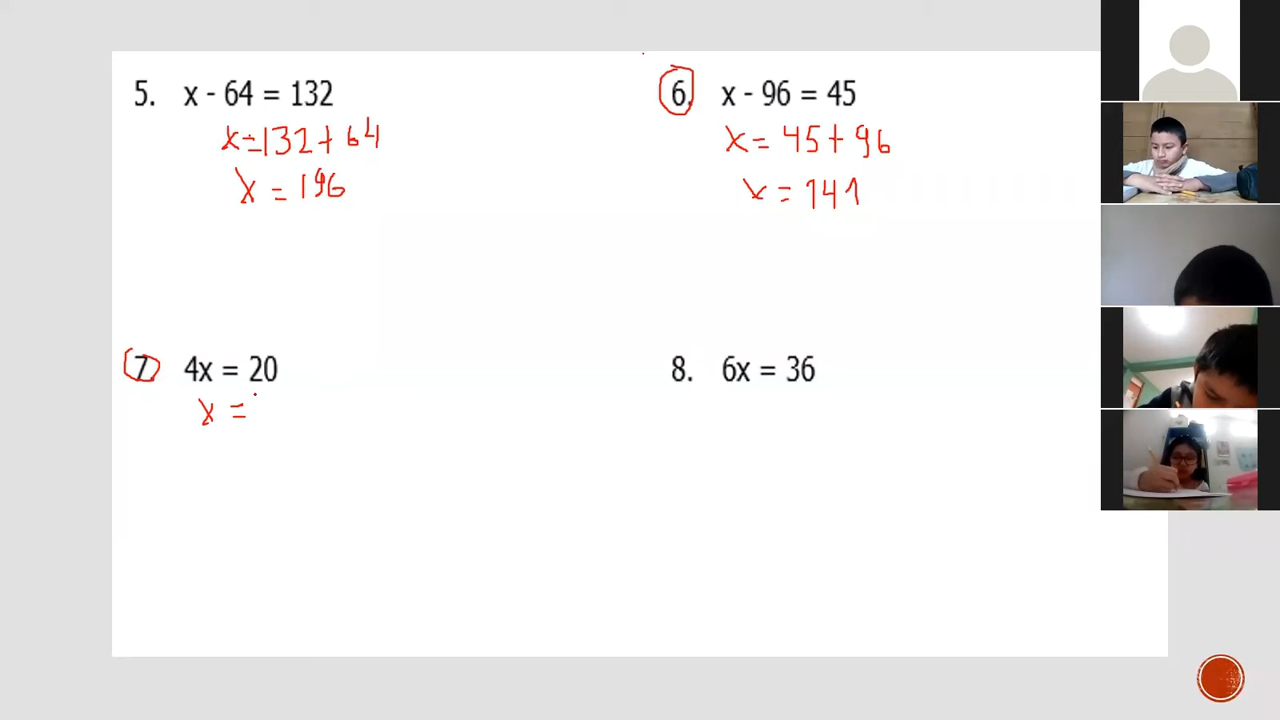 5. x - 64 = 132
x = 132 + 64
x = 196
6. x - 96 = 45
x = 45 + 96
x = 141
7. 4x = 20
x =
8. 6x = 36